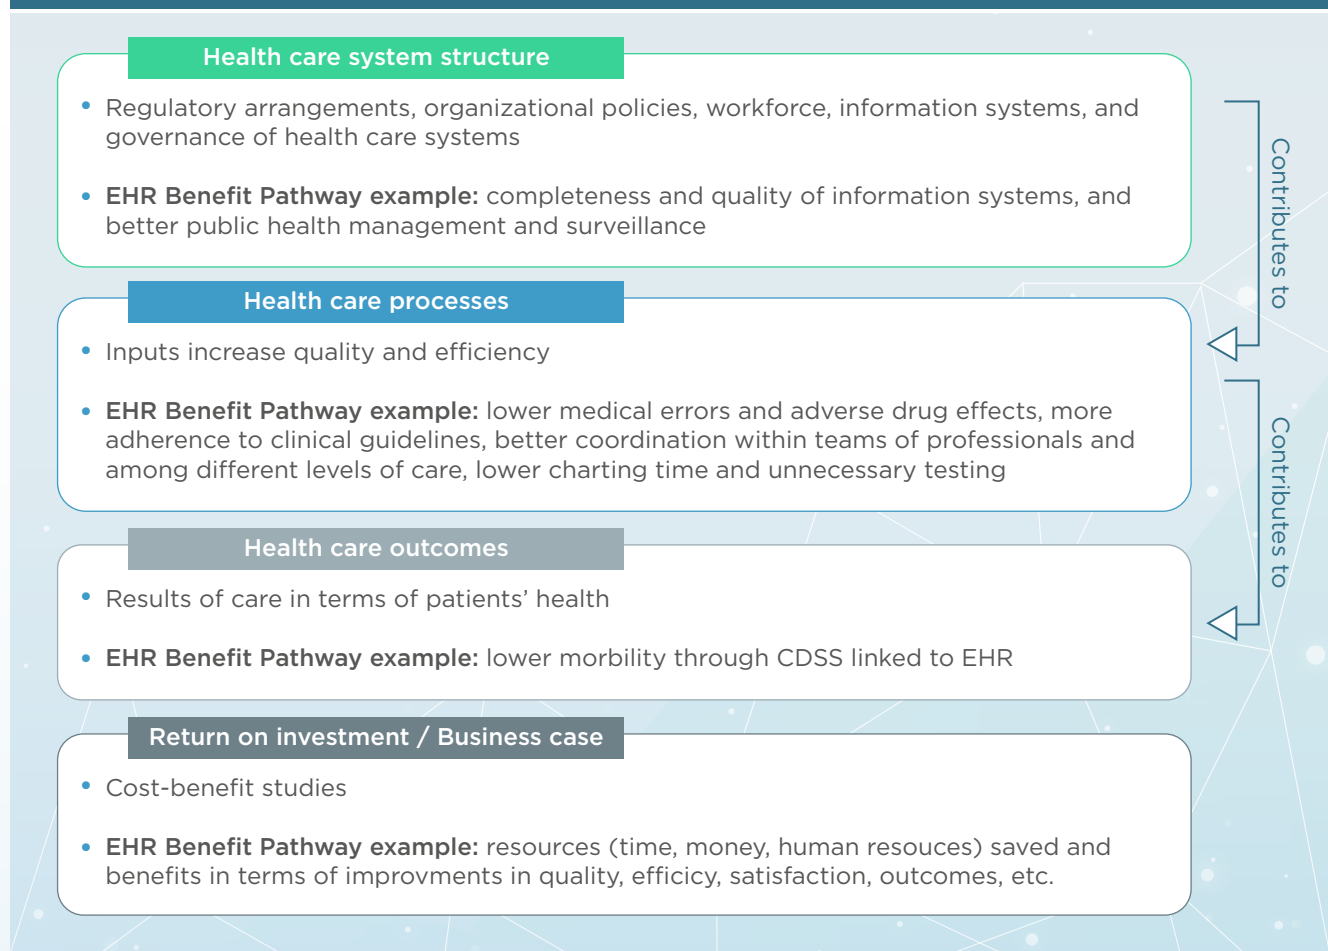 Health care system structure
• Regulatory arrangements, organizational policies, workforce, information systems, and
governance of health care systems
• EHR Benefit Pathway example: completeness and quality of information systems, and
better public health management and surveillance
Contributes to
Health care processes
• Inputs increase quality and efficiency
• EHR Benefit Pathway example: lower medical errors and adverse drug effects, more
adherence to clinical guidelines, better coordination within teams of professionals and
among different levels of care, lower charting time and unnecessary testing
Contributes to
Health care outcomes
• Results of care in terms of patients’ health
• EHR Benefit Pathway example: lower morbility through CDSS linked to EHR
Return on investment / Business case
• Cost-benefit studies
• EHR Benefit Pathway example: resources (time, money, human resouces) saved and
benefits in terms of improvments in quality, efficicy, satisfaction, outcomes, etc.